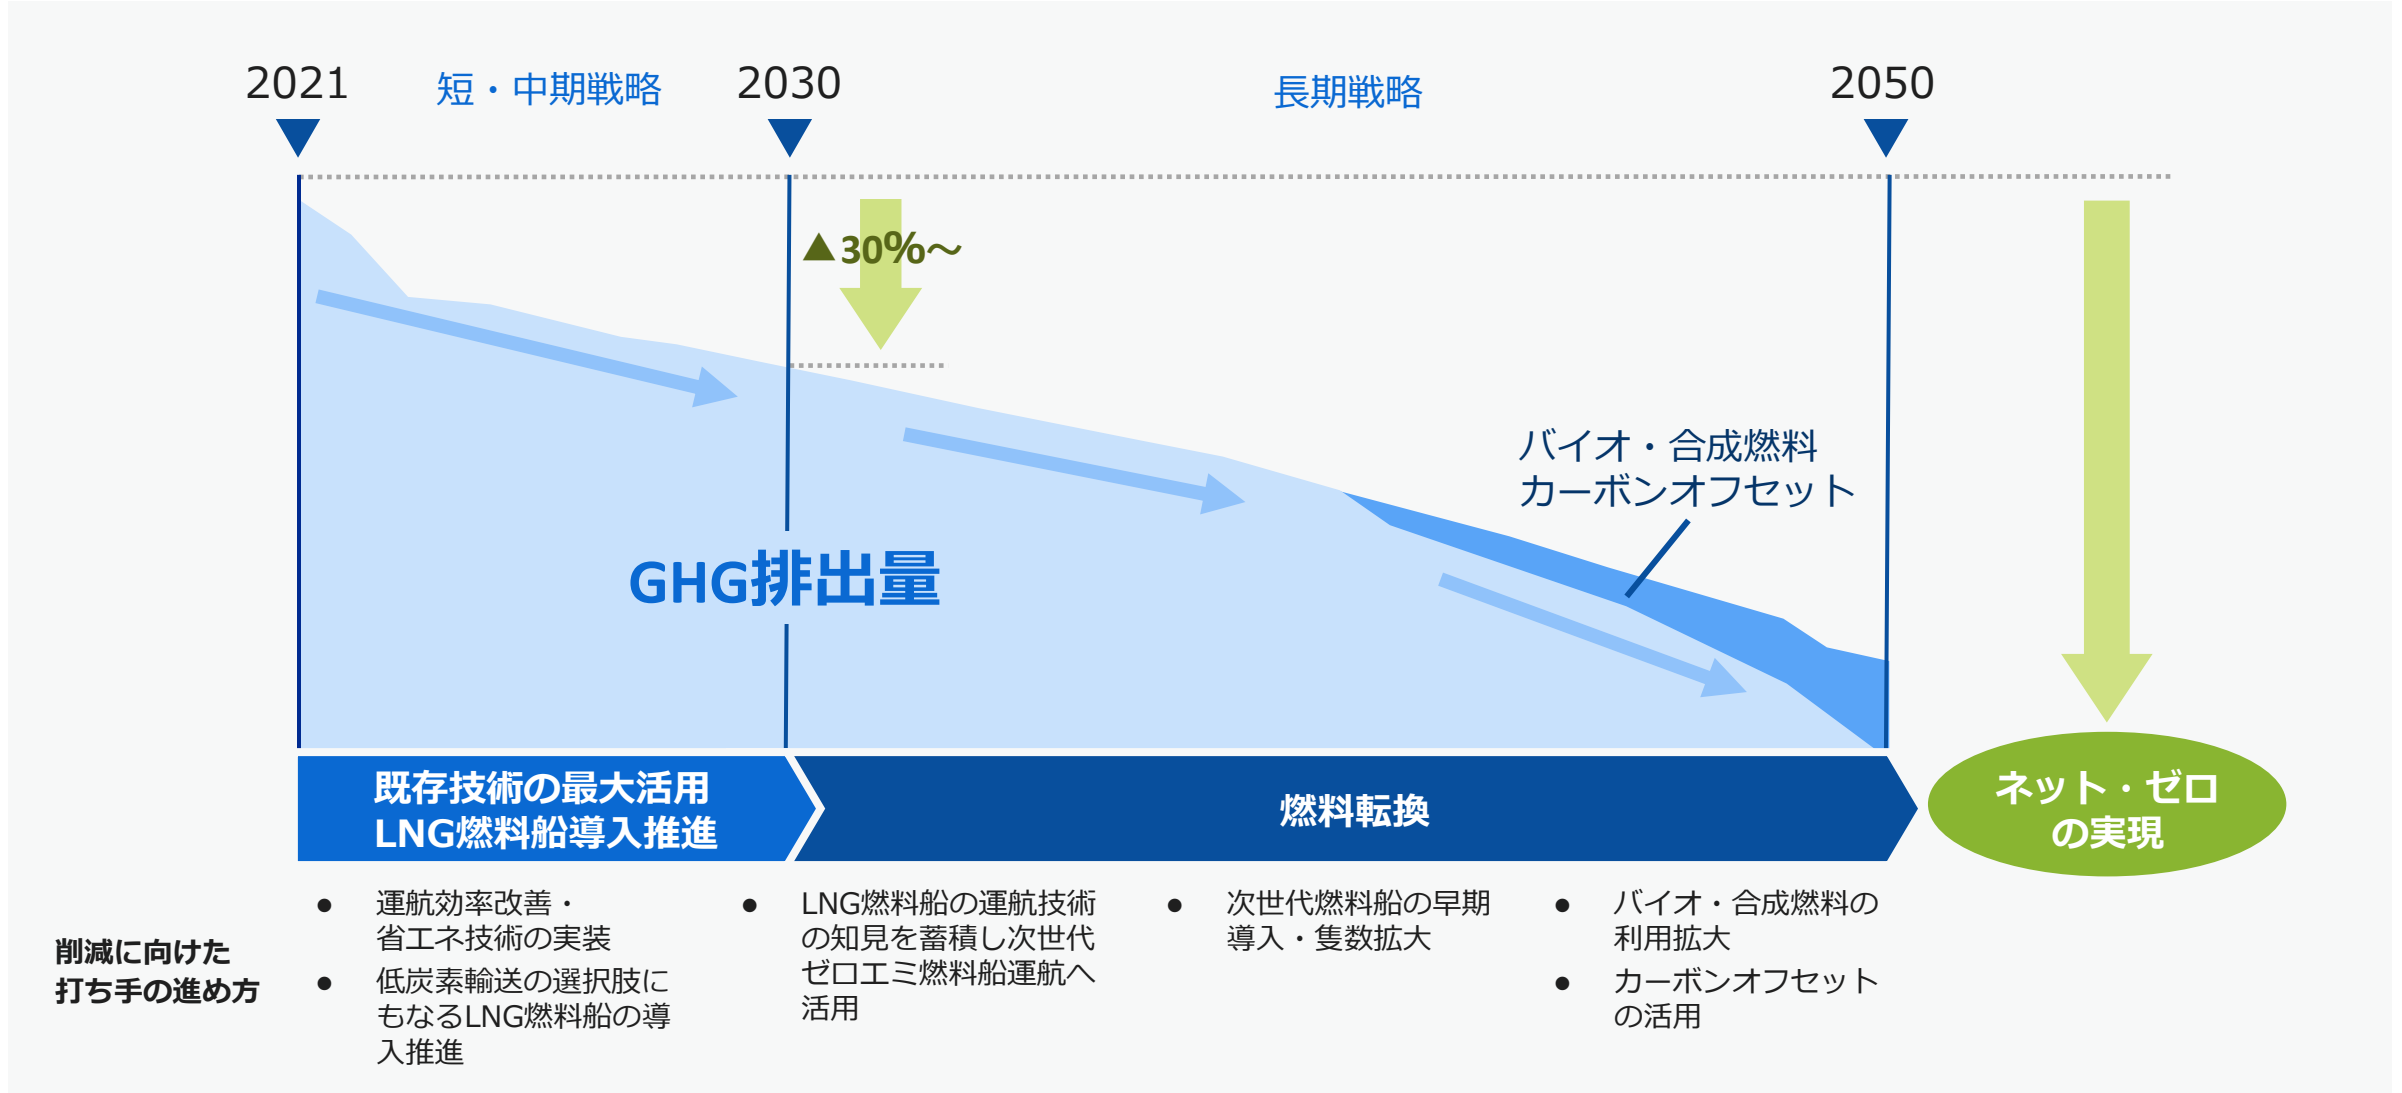 2021
短・中期戦略
2030
長期戦略
2050
▲30%～
バイオ・合成燃料
カーボンオフセット
GHG排出量
既存技術の最大活用
LNG燃料船導入推進
燃料転換
ネット・ゼロ
の実現
削減に向けた
打ち手の進め方
● 運航効率改善・
省エネ技術の実装
● 低炭素輸送の選択肢に
もなるLNG燃料船の導
入推進
● LNG燃料船の運航技術
の知見を蓄積し次世代
ゼロエミ燃料船運航へ
活用
● 次世代燃料船の早期
導入・隻数拡大
● バイオ・合成燃料の
利用拡大
● カーボンオフセット
の活用